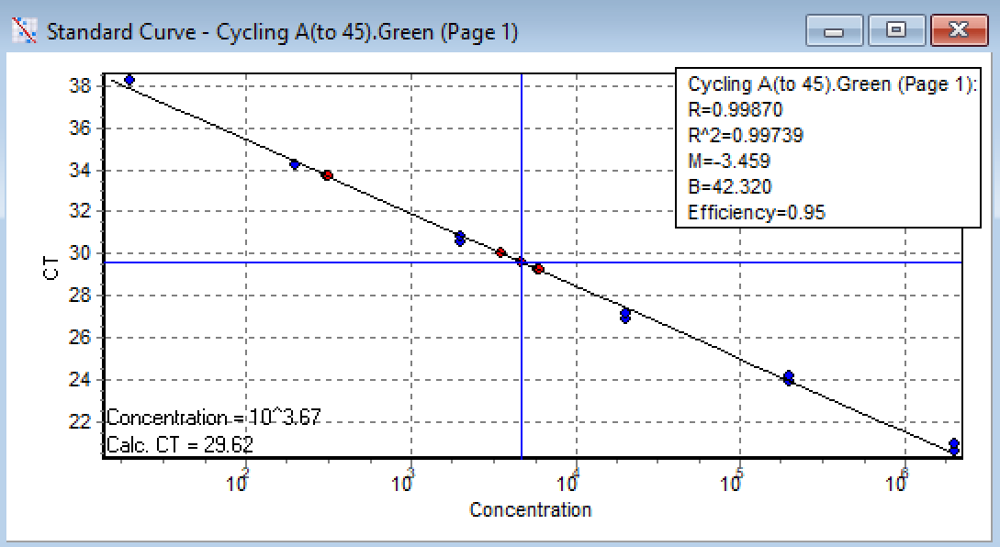 Standard Curve - Cycling A(to 45).Green (Page 1)
Cycling A(to 45).Green (Page 1):
R=0.99870
R^2=0.99739
M=-3.459
B=42.320
Efficiency=0.95
38
36
34
32
30
28
26
24
22
CT
Concentration = 10^3.67
Calc. CT = 29.62
10^2 10^3 10^4 10^5 10^6
Concentration